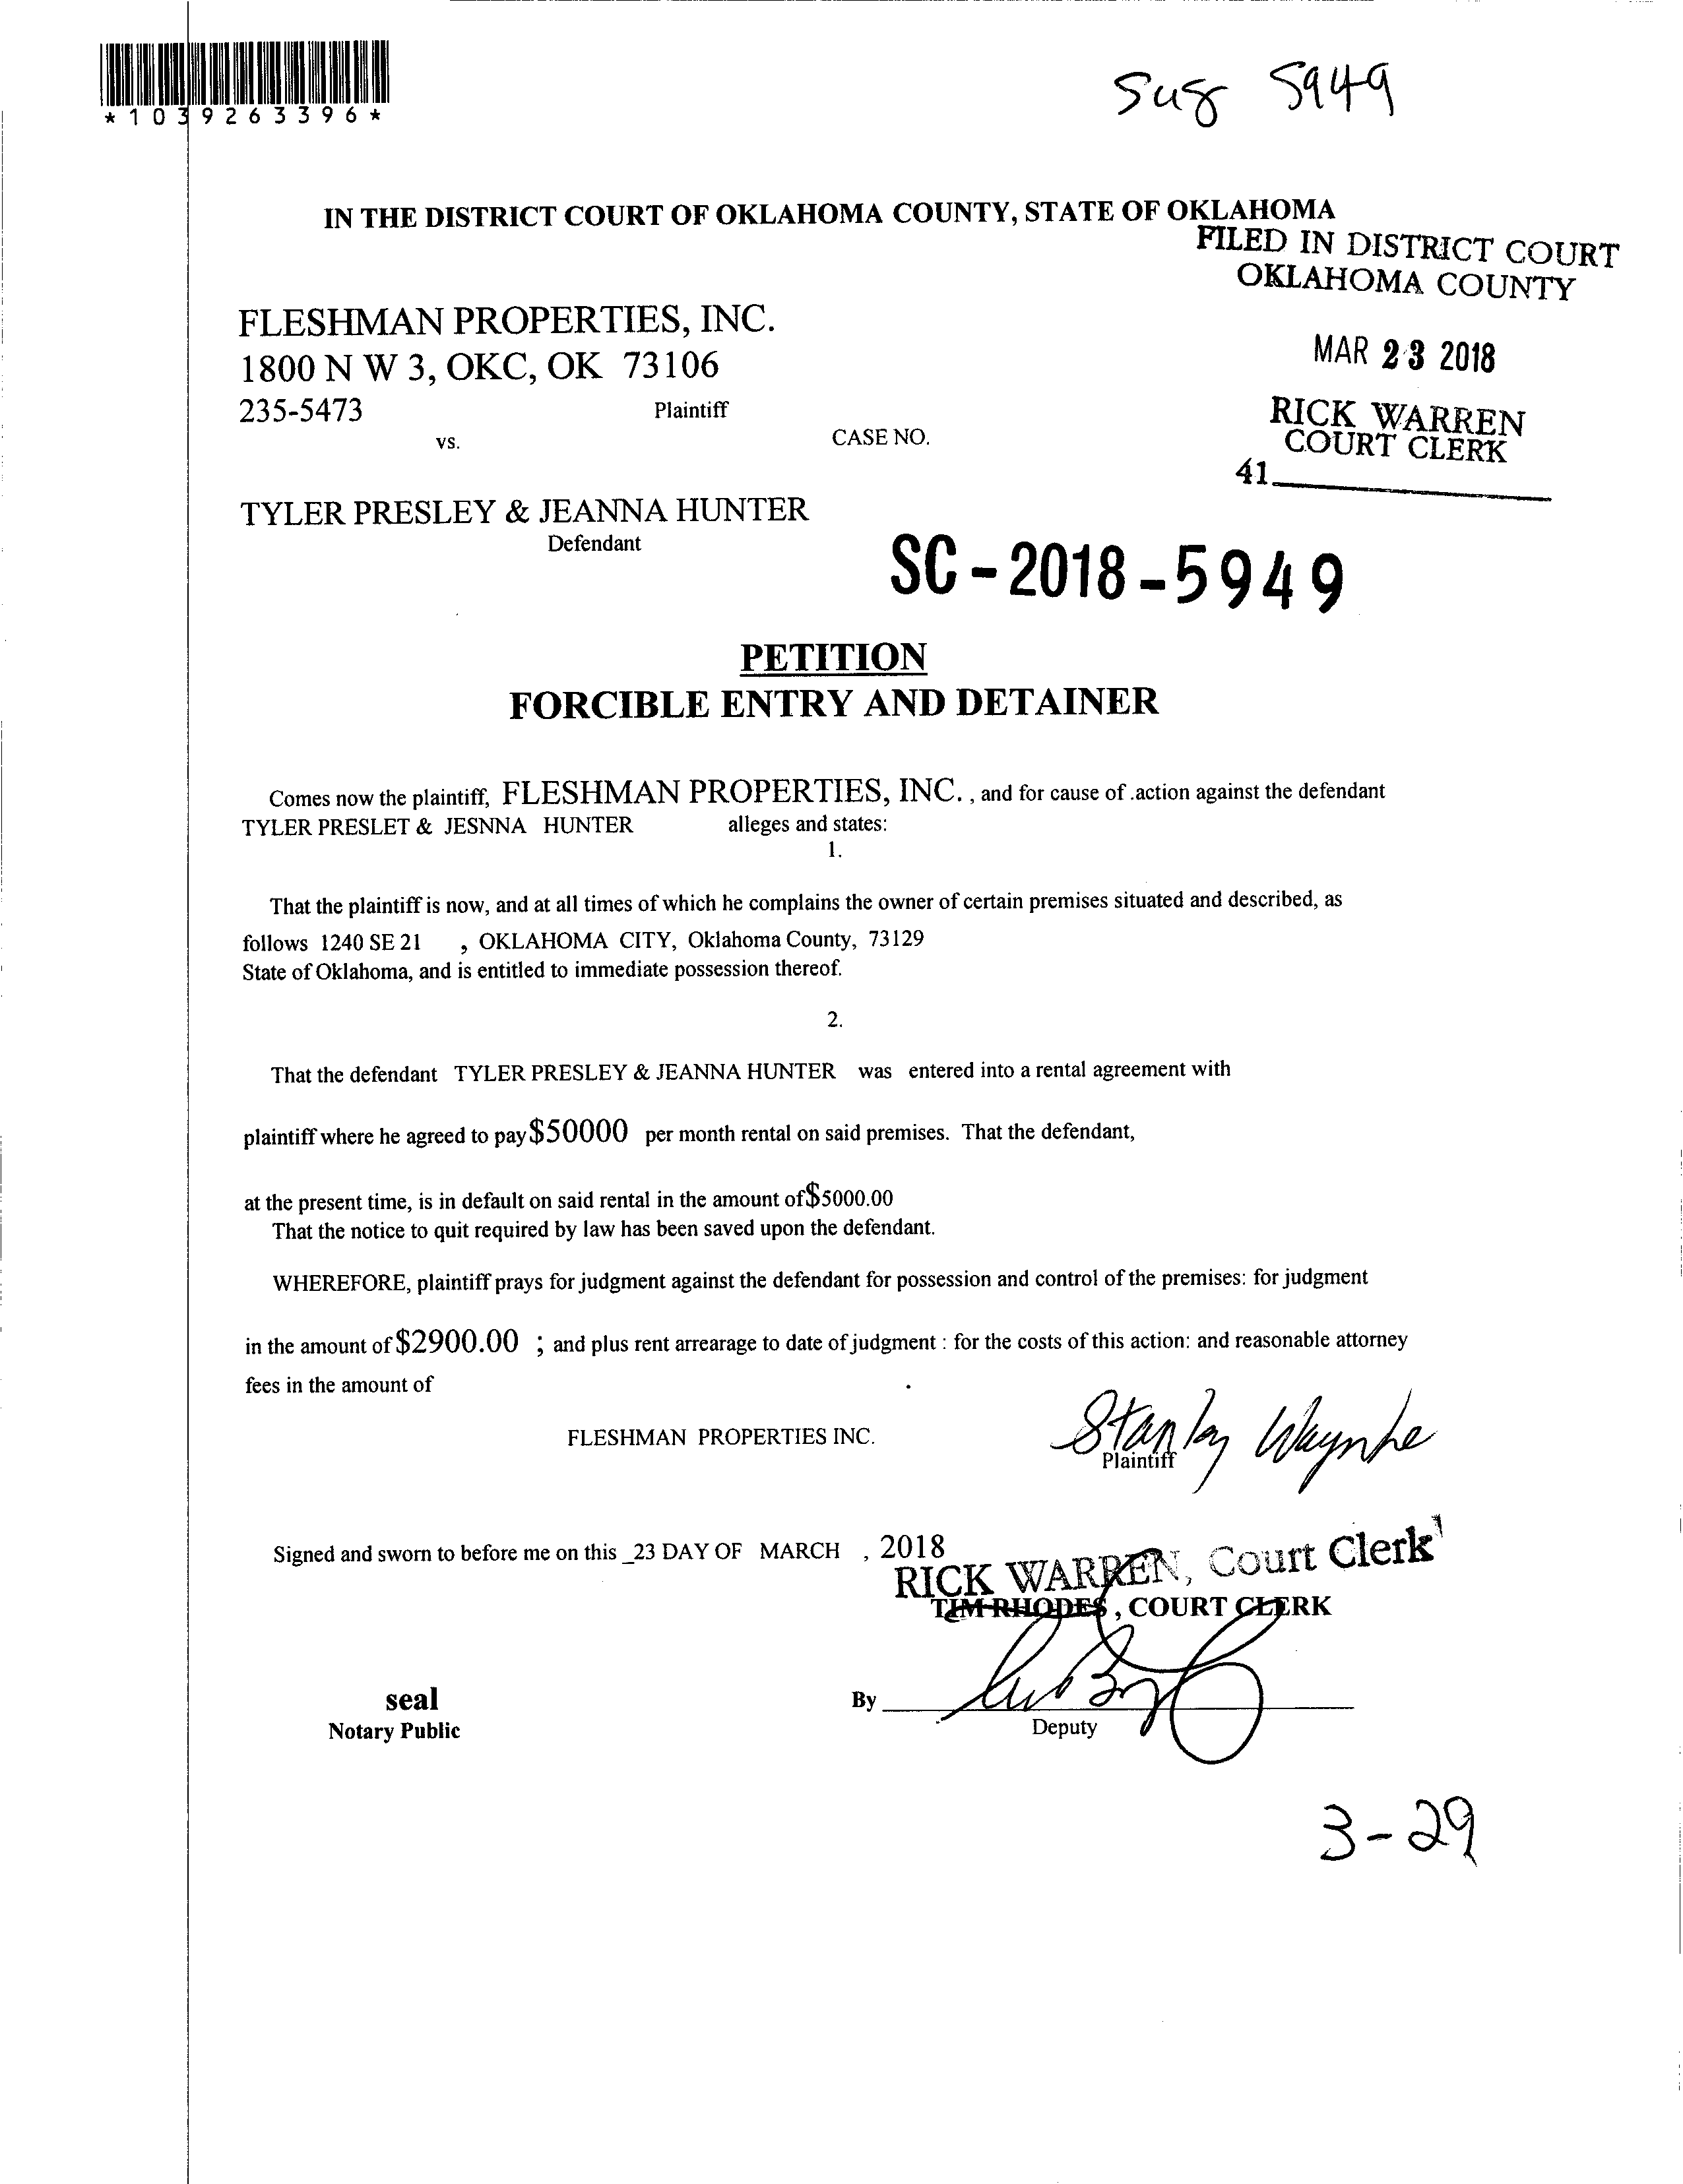 *1039263396*
5949
IN THE DISTRICT COURT OF OKLAHOMA COUNTY, STATE OF OKLAHOMA
FILED IN DISTRICT COURT
OKLAHOMA COUNTY
FLESHMAN PROPERTIES, INC.
1800 N W 3, OKC, OK 73106
MAR 23 2018
235-5473 Plaintiff
RICK WARREN
COURT CLERK
vs. CASE NO.
41
TYLER PRESLEY & JEANNA HUNTER
Defendant
SC-2018-5949
PETITION
FORCIBLE ENTRY AND DETAINER
Comes now the plaintiff, FLESHMAN PROPERTIES, INC. , and for cause of .action against the defendant
TYLER PRESLET & JESNNA HUNTER alleges and states:
1.
That the plaintiff is now, and at all times of which he complains the owner of certain premises situated and described, as
follows 1240 SE 21 , OKLAHOMA CITY, Oklahoma County, 73129
State of Oklahoma, and is entitled to immediate possession thereof.
2.
That the defendant TYLER PRESLEY & JEANNA HUNTER was entered into a rental agreement with
plaintiff where he agreed to pay $50000 per month rental on said premises. That the defendant,
at the present time, is in default on said rental in the amount of $5000.00
That the notice to quit required by law has been saved upon the defendant.
WHEREFORE, plaintiff prays for judgment against the defendant for possession and control of the premises: for judgment
in the amount of $2900.00 ; and plus rent arrearage to date of judgment : for the costs of this action: and reasonable attorney
fees in the amount of .
FLESHMAN PROPERTIES INC.
Plaintiff
Signed and sworn to before me on this _23 DAY OF MARCH , 2018
RICK WARREN, Court Clerk
TIM RHODES , COURT CLERK
seal
By
Notary Public
Deputy
3-29